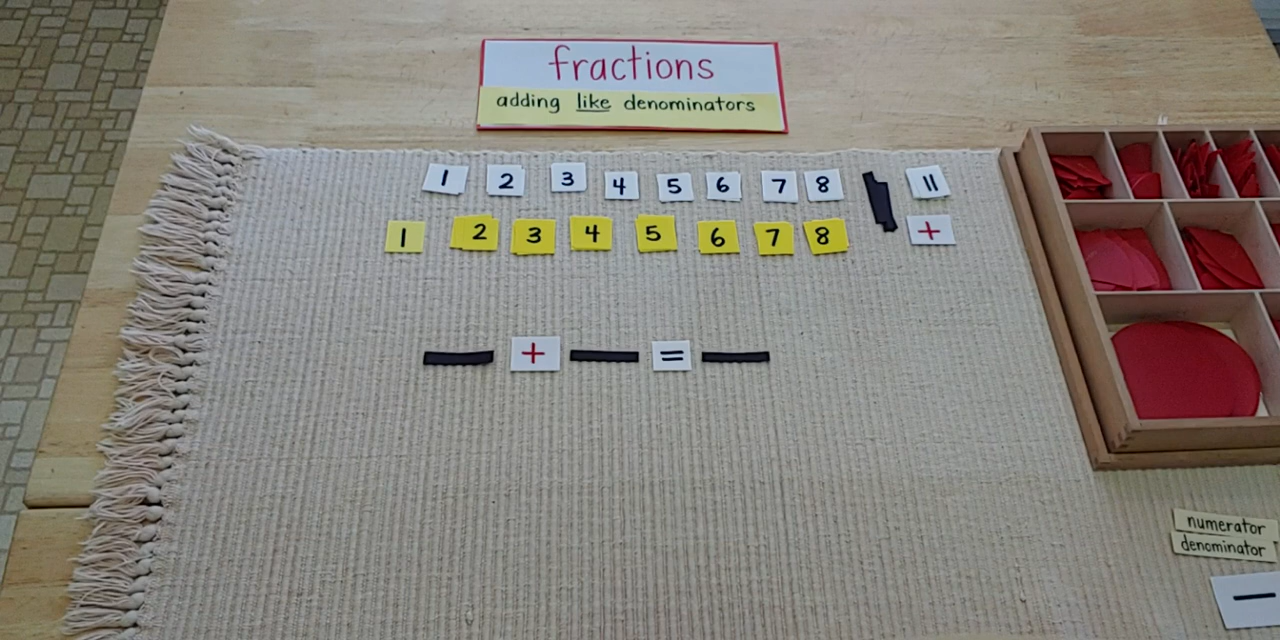 fractions
adding like denominators
1 2 3 4 5 6 7 8 =
1 2 3 4 5 6 7 8 +
+ =
numerator
denominator
−